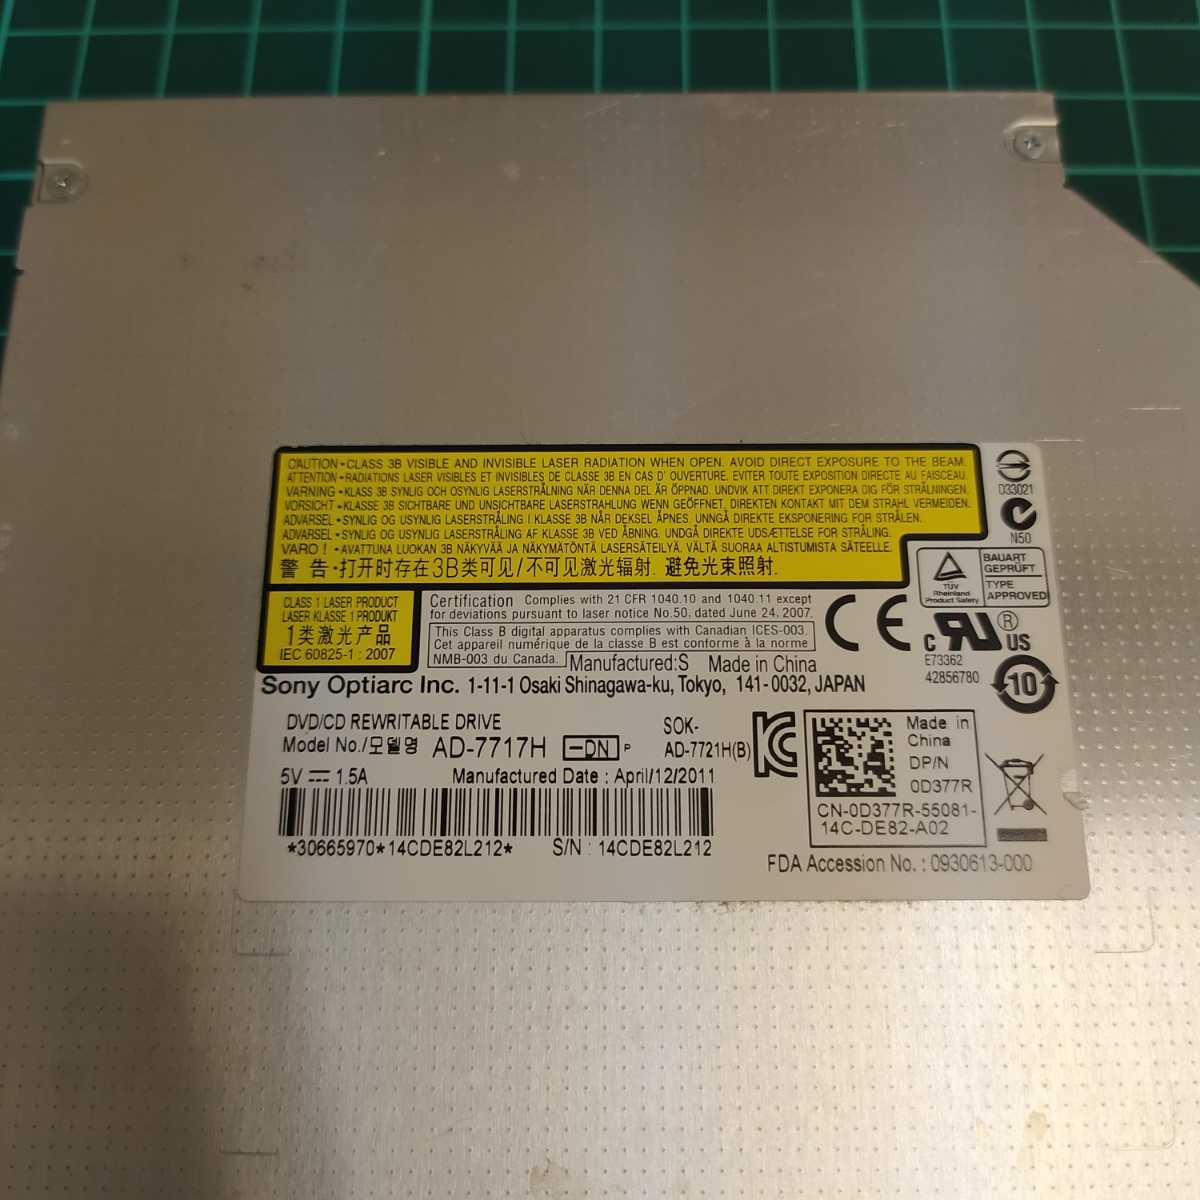 CAUTION-CLASS 3B VISIBLE AND INVISIBLE LASER RADIATION WHEN OPEN. AVOID DIRECT EXPOSURE TO THE BEAM.
ATTENTION-RADIATIONS LASER VISIBLES ET INVISIBLES DE CLASSE 3B EN CAS D' OUVERTURE. EVITER TOUTE EXPOSITION DIRECTE AU FAISCEAU.
VARNING-KLASS 3B SYNLIG OCH OSYNLIG LASERSTRÅLNING NÄR DENNA DEL ÄR ÖPPNAD. UNDVIK ATT DIREKT EXPONERA DIG FÖR STRÅLNINGEN.
VORSICHT-KLASSE 3B SICHTBARE UND UNSICHTBARE LASERSTRAHLUNG WENN GEÖFFNET. DIREKTEN KONTAKT MIT DEM STRAHL VERMEIDEN.
ADVARSEL-SYNLIG OG USYNLIG LASERSTRÅLING I KLASSE 3B NÅR DEKSEL ÅPNES. UNNGÅ DIREKTE EKSPONERING FOR STRÅLEN.
ADVARSEL-SYNLIG OG USYNLIG LASERSTRÅLING AF KLASSE 3B VED ÅBNING. UNDGÅ DIREKTE UDSÆTTELSE FOR STRÅLING.
VARO!-AVATTUNA LUOKAN 3B NÄKYVÄÄ JA NÄKYMÄTÖNTÄ LASERSÄTEILYÄ. VÄLTÄ SUORAA ALTISTUMISTA SÄTEELLE.
警 告-打开时存在3B类可见/不可见激光辐射. 避免光束照射.
D33021
N50
TÜV
Rheinland
Product Safety
BAUART
GEPRÜFT
TYPE
APPROVED
CLASS 1 LASER PRODUCT
LASER KLASSE 1 PRODUKT
1类激光产品
IEC 60825-1 : 2007
Certification Complies with 21 CFR 1040.10 and 1040.11 except
for deviations pursuant to laser notice No.50, dated June 24.2007.
This Class B digital apparatus complies with Canadian ICES-003.
Cet appareil numérique de la classe B est conforme à la norme
NMB-003 du Canada.
Manufactured:S Made in China
CE
c RU ® US
E73362
42856780
10
Sony Optiarc Inc. 1-11-1 Osaki Shinagawa-ku, Tokyo, 141-0032, JAPAN
DVD/CD REWRITABLE DRIVE
Model No./모델명 AD-7717H -DN P
SOK-
AD-7721H(B)
5V 1.5A Manufactured Date : April/12/2011
*30665970*14CDE82L212* S/N : 14CDE82L212
Made in
China
DP/N
0D377R
CN-0D377R-55081-
14C-DE82-A02
FDA Accession No. : 0930613-000